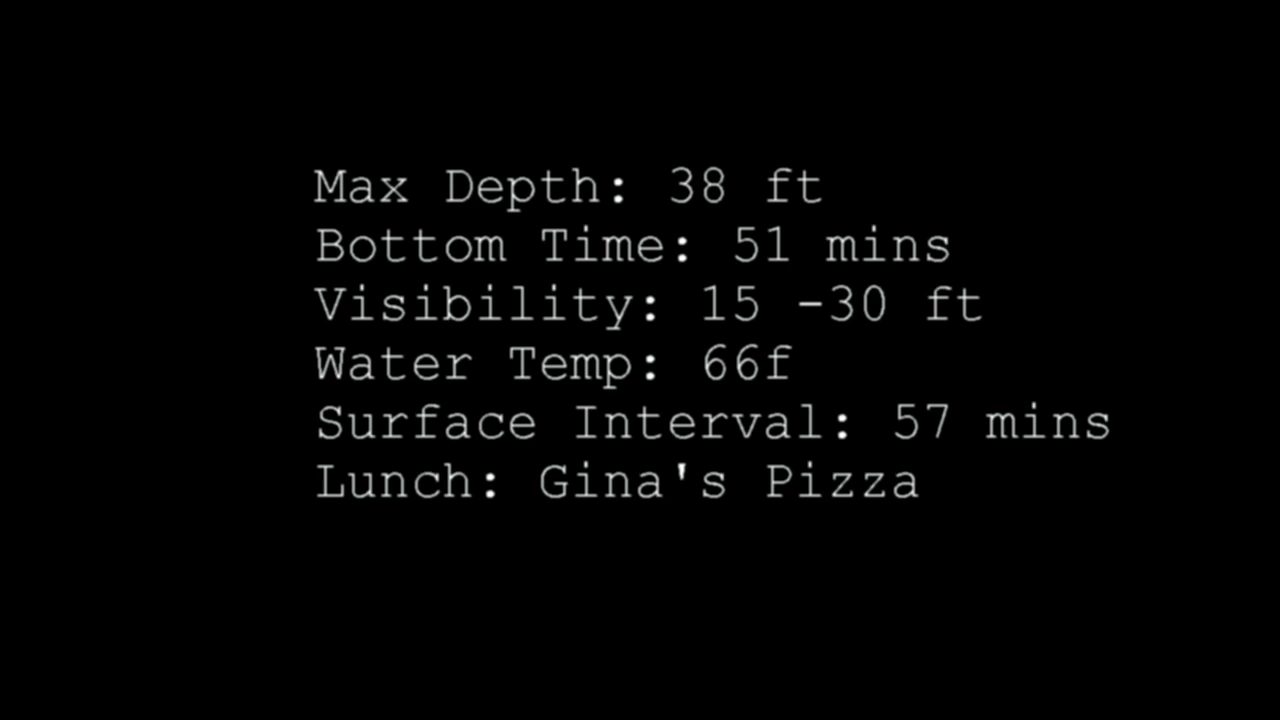 Max Depth: 38 ft
Bottom Time: 51 mins
Visibility: 15 -30 ft
Water Temp: 66f
Surface Interval: 57 mins
Lunch: Gina's Pizza